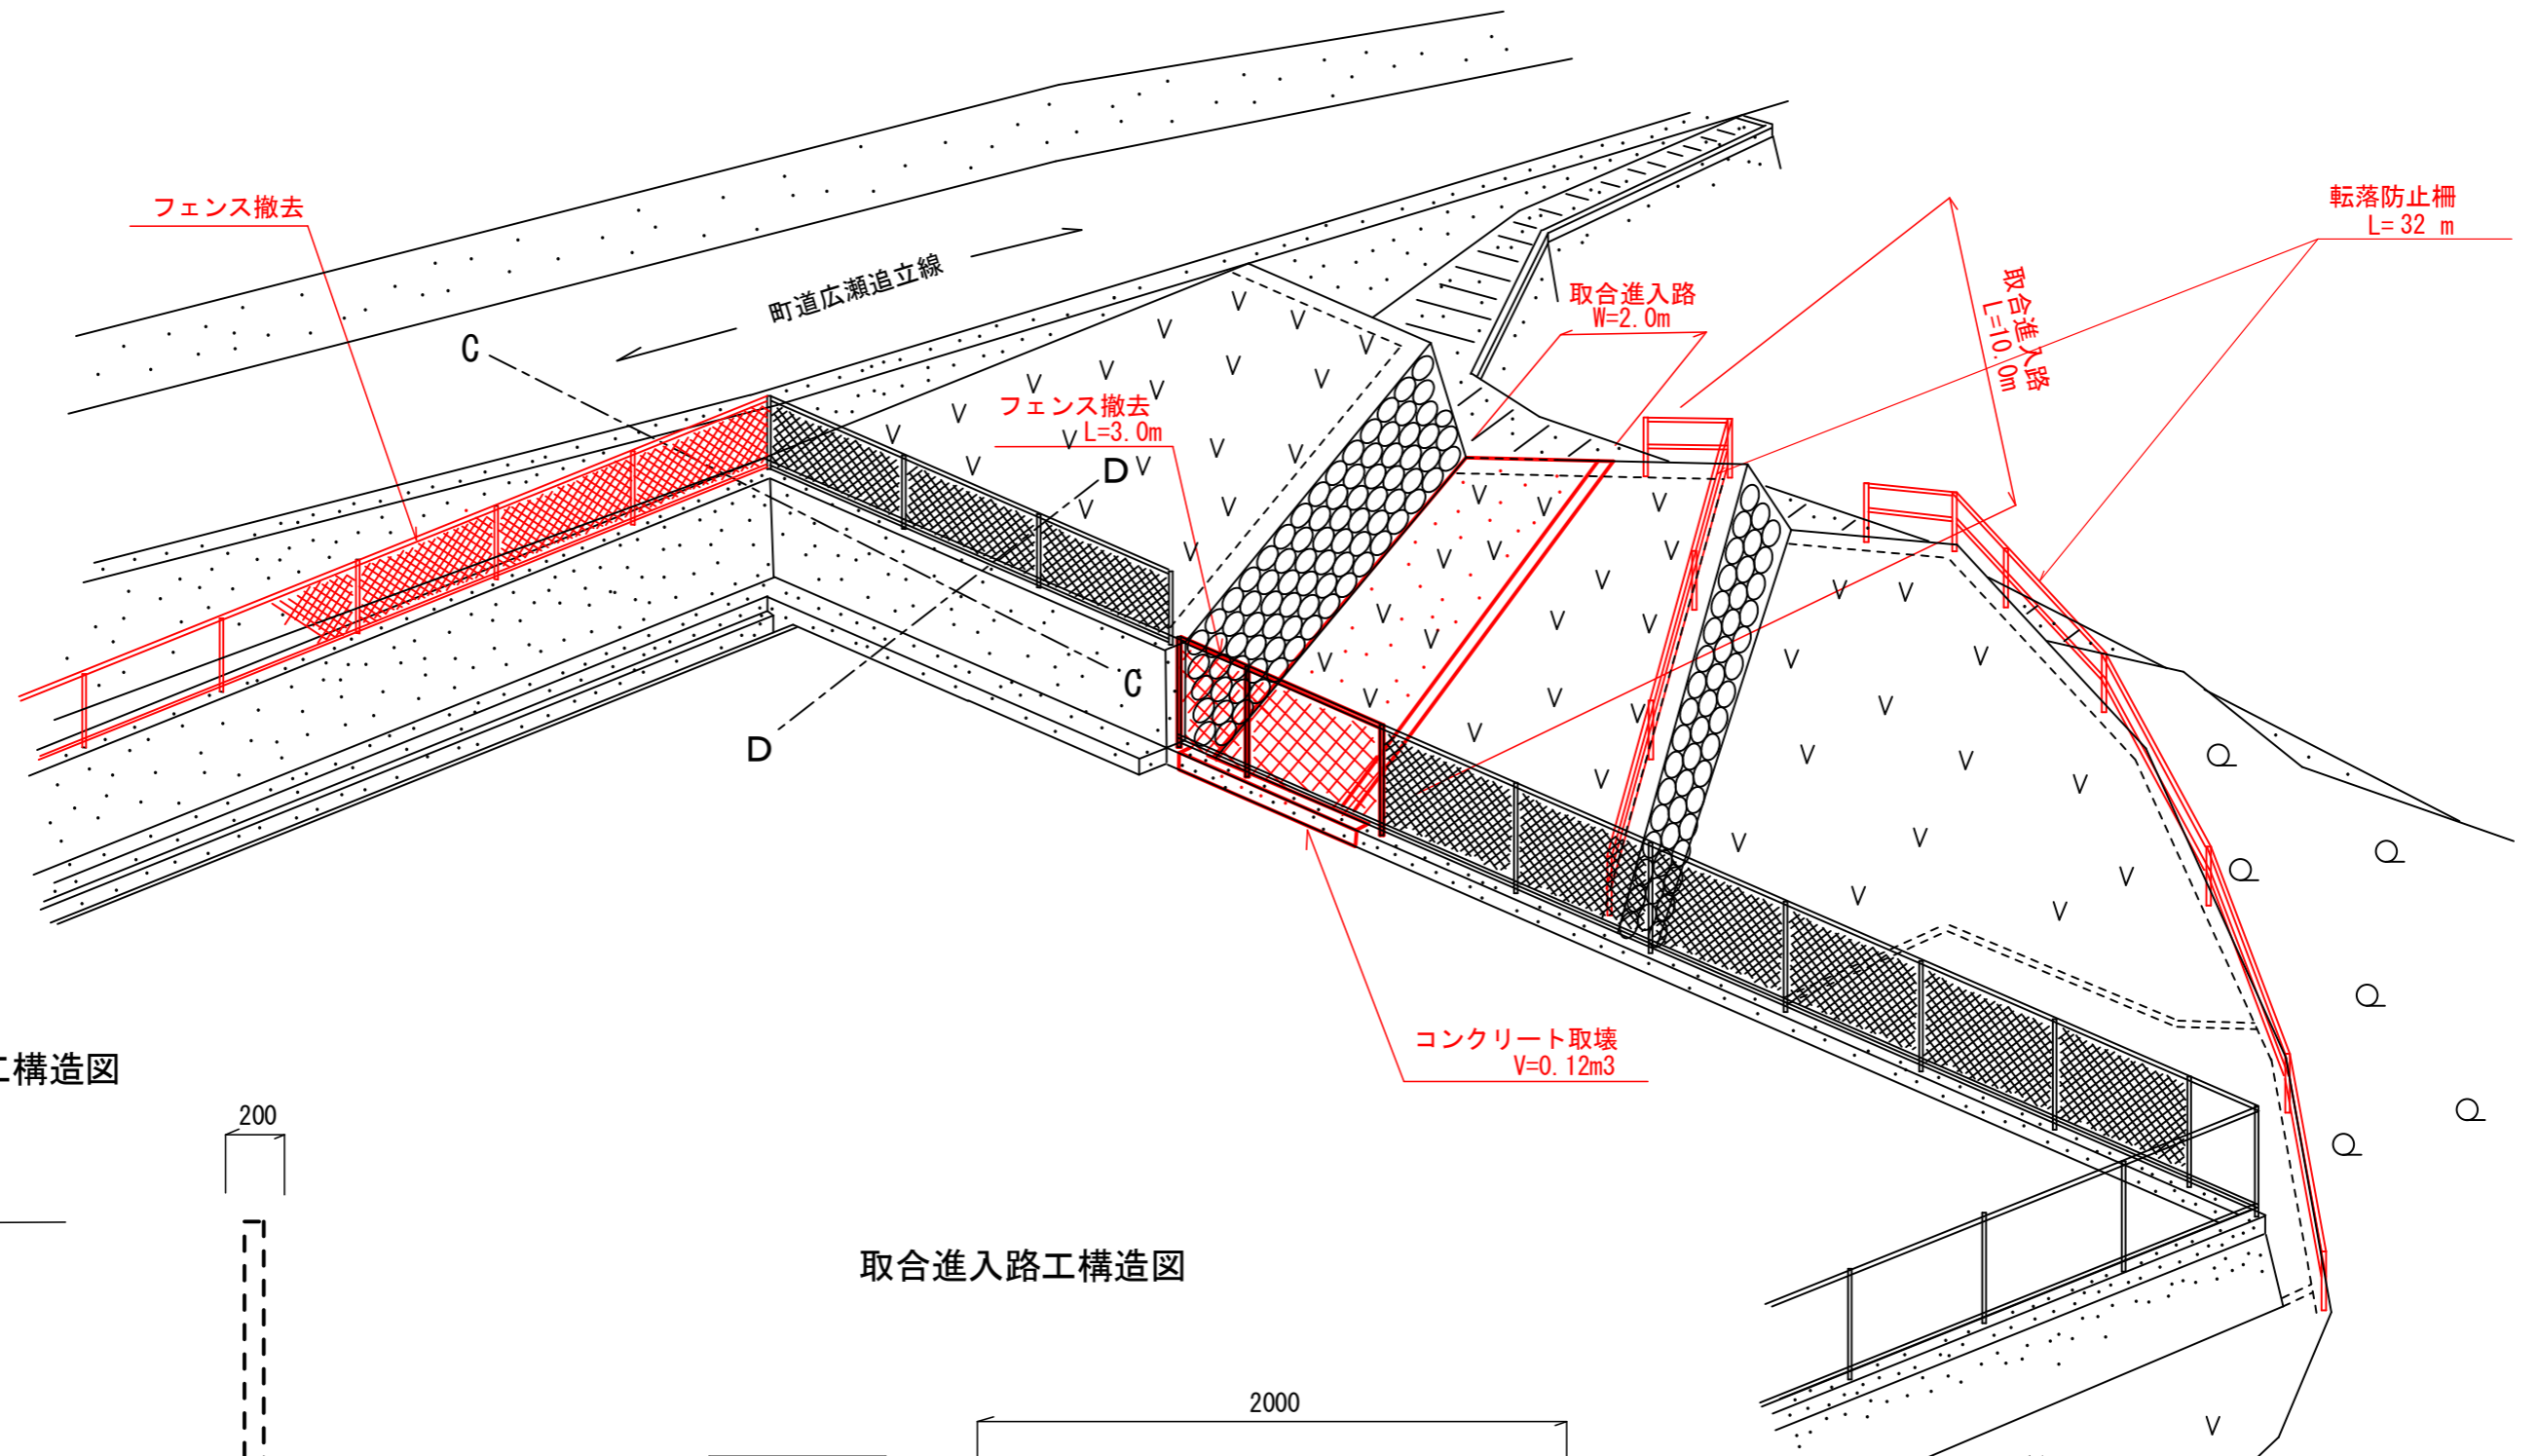 フェンス撤去
転落防止柵
L= 32 m
取合進入路
L=10.0m
取合進入路
W=2.0m
町道広瀬追立線
C
フェンス撤去
L=3.0m
D
C
D
コンクリート取壊
V=0.12m3
工構造図
200
取合進入路工構造図
2000